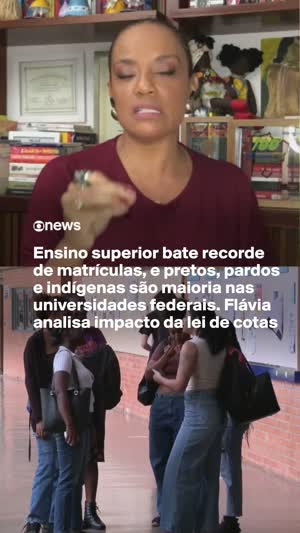 news
Ensino superior bate recorde
de matrículas, e pretos, pardos
e indígenas são maioria nas
universidades federais. Flávia
analisa impacto da lei de cotas